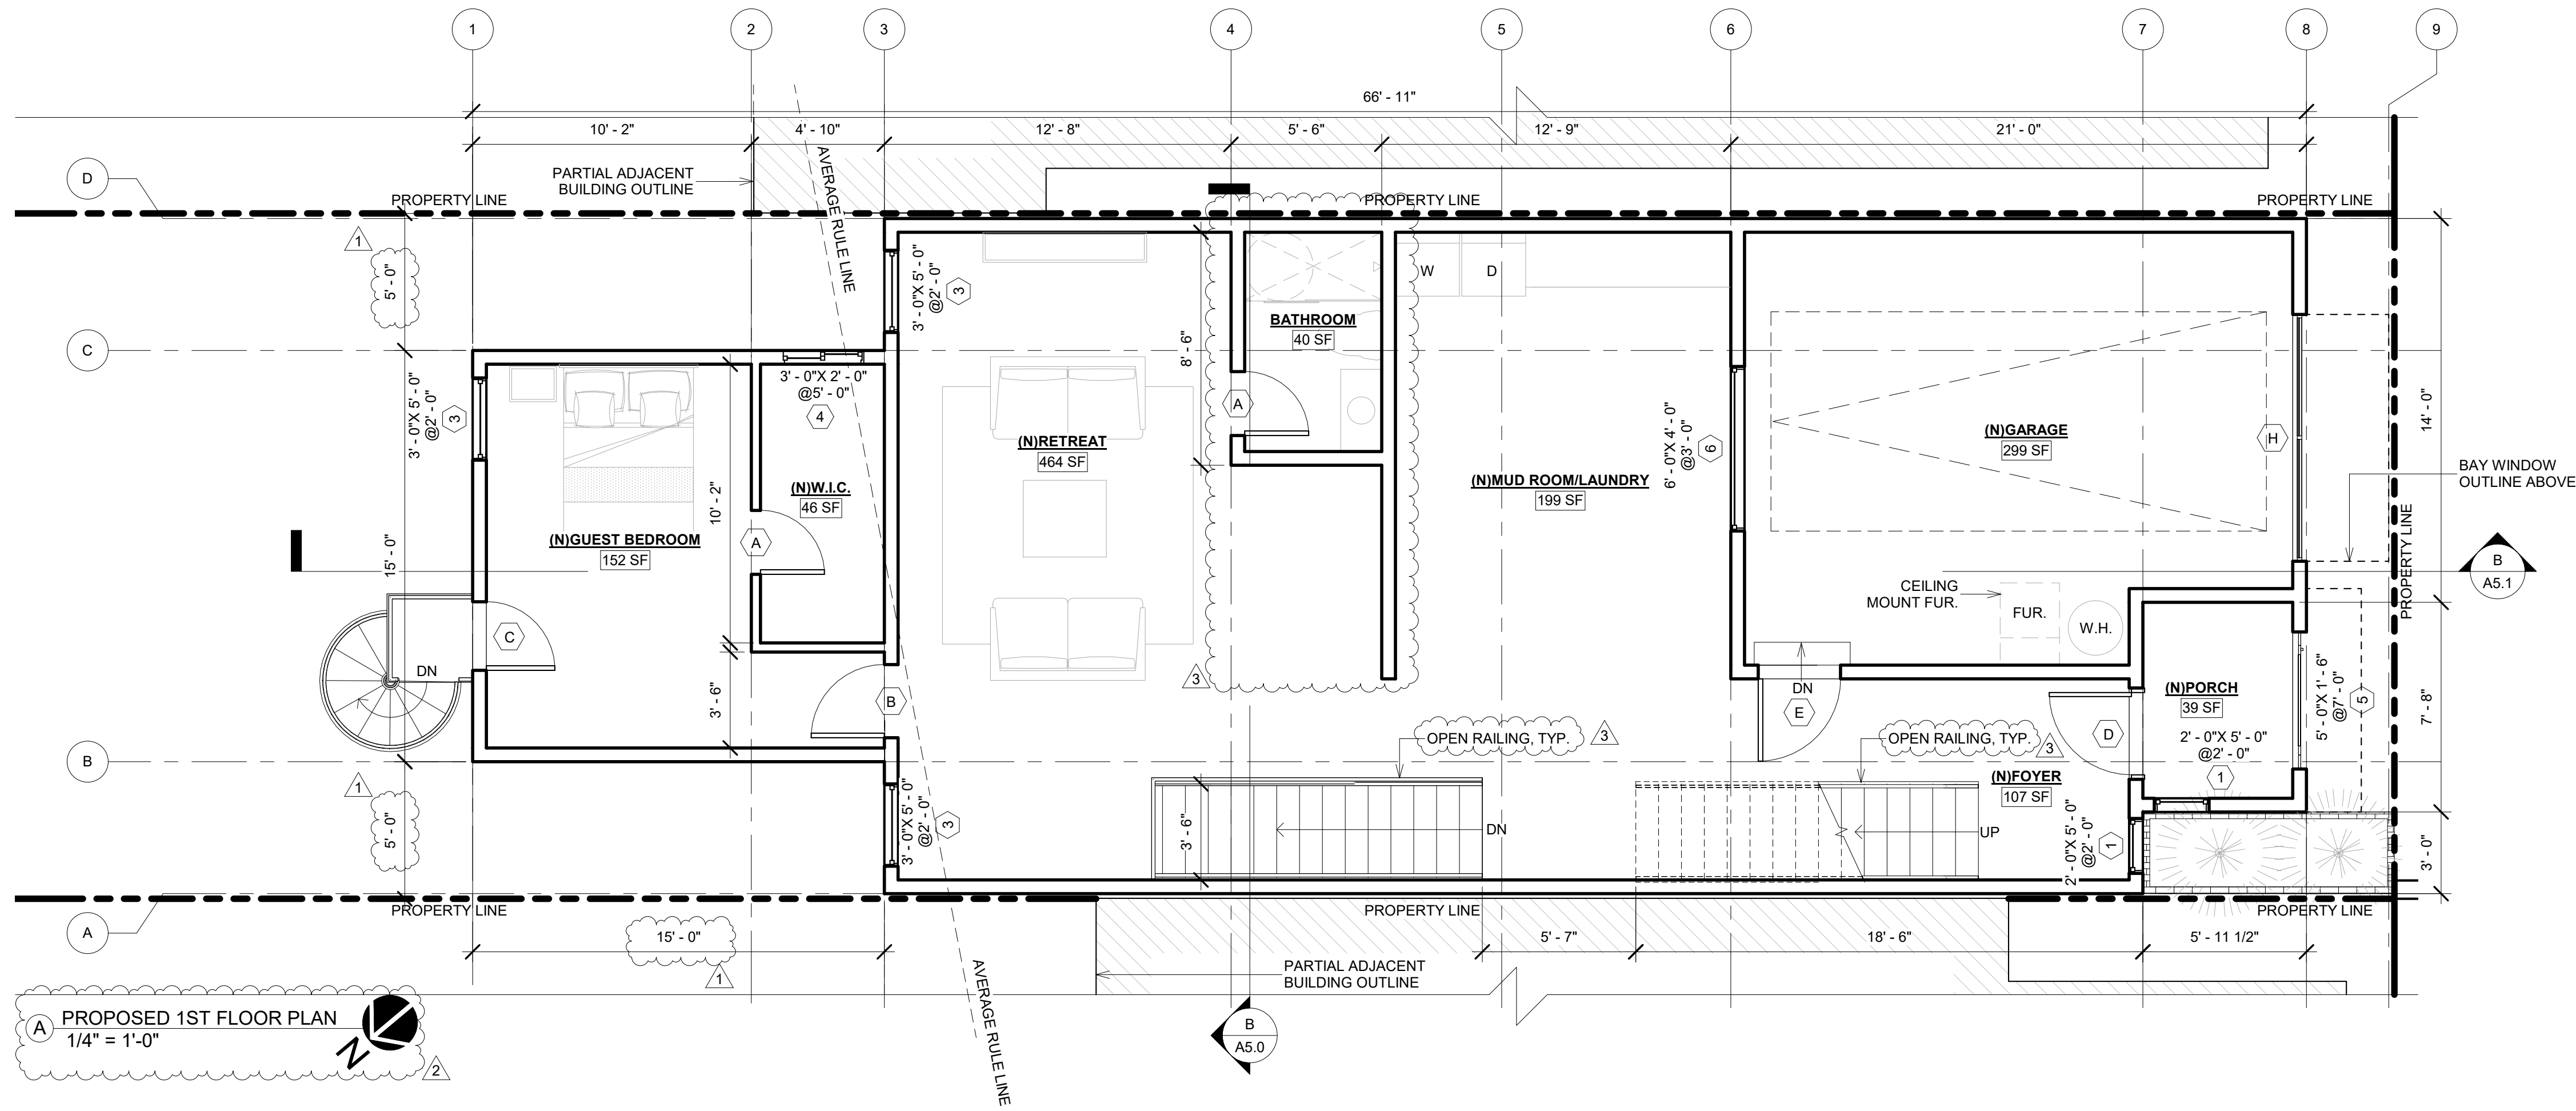 1
2
3
4
5
6
7
8
9
66' - 11"
10' - 2"
4' - 10"
12' - 8"
5' - 6"
12' - 9"
21' - 0"
D
PARTIAL ADJACENT
BUILDING OUTLINE
AVERAGE RULE LINE
PROPERTY LINE
PROPERTY LINE
PROPERTY LINE
1
5' - 0"
3' - 0"X 5' - 0"
@2' - 0"
3
W
D
BATHROOM
40 SF
8' - 6"
C
3' - 0"X 5' - 0"
@2' - 0"
3
3' - 0"X 2' - 0"
@5' - 0"
4
A
(N)RETREAT
464 SF
6' - 0"X 4' - 0"
@3' - 0"
6
(N)GARAGE
299 SF
H
14' - 0"
BAY WINDOW
OUTLINE ABOVE
(N)W.I.C.
46 SF
10' - 2"
(N)MUD ROOM/LAUNDRY
199 SF
(N)GUEST BEDROOM
152 SF
A
15' - 0"
PROPERTY LINE
B
A5.1
CEILING
MOUNT FUR.
FUR.
W.H.
C
DN
3' - 6"
B
3
DN
E
(N)PORCH
39 SF
5' - 0"X 1' - 6"
@7' - 0"
5
7' - 8"
2' - 0"X 5' - 0"
@2' - 0"
1
D
OPEN RAILING, TYP.
3
OPEN RAILING, TYP.
3
B
(N)FOYER
107 SF
1
5' - 0"
3' - 0"X 5' - 0"
@2' - 0"
3
3' - 6"
DN
UP
2' - 0"X 5' - 0"
@2' - 0"
1
3' - 0"
A
PROPERTY LINE
PROPERTY LINE
PROPERTY LINE
15' - 0"
1
5' - 7"
18' - 6"
5' - 11 1/2"
PARTIAL ADJACENT
BUILDING OUTLINE
AVERAGE RULE LINE
A
PROPOSED 1ST FLOOR PLAN
1/4" = 1'-0"
N
2
B
A5.0